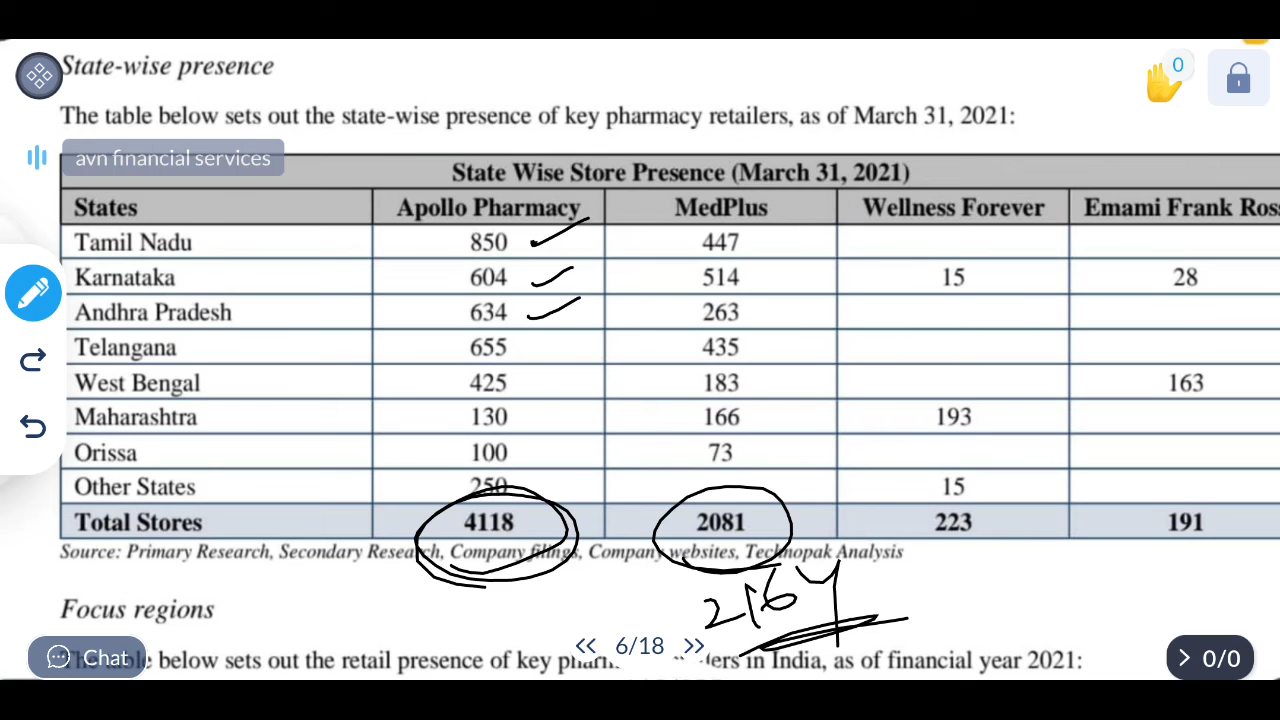 State-wise presence
0
The table below sets out the state-wise presence of key pharmacy retailers, as of March 31, 2021:
avn financial services
State Wise Store Presence (March 31, 2021)
States Apollo Pharmacy MedPlus Wellness Forever Emami Frank Ross
Tamil Nadu 850 447
Karnataka 604 514 15 28
Andhra Pradesh 634 263
Telangana 655 435
West Bengal 425 183 163
Maharashtra 130 166 193
Orissa 100 73
Other States 250 15
Total Stores 4118 2081 223 191
Source: Primary Research, Secondary Research, Company filings, Company websites, Technopak Analysis
2164
Focus regions
<< 6/18 >>
Chat
below sets out the retail presence of key in India, as of financial year 2021:
> 0/0